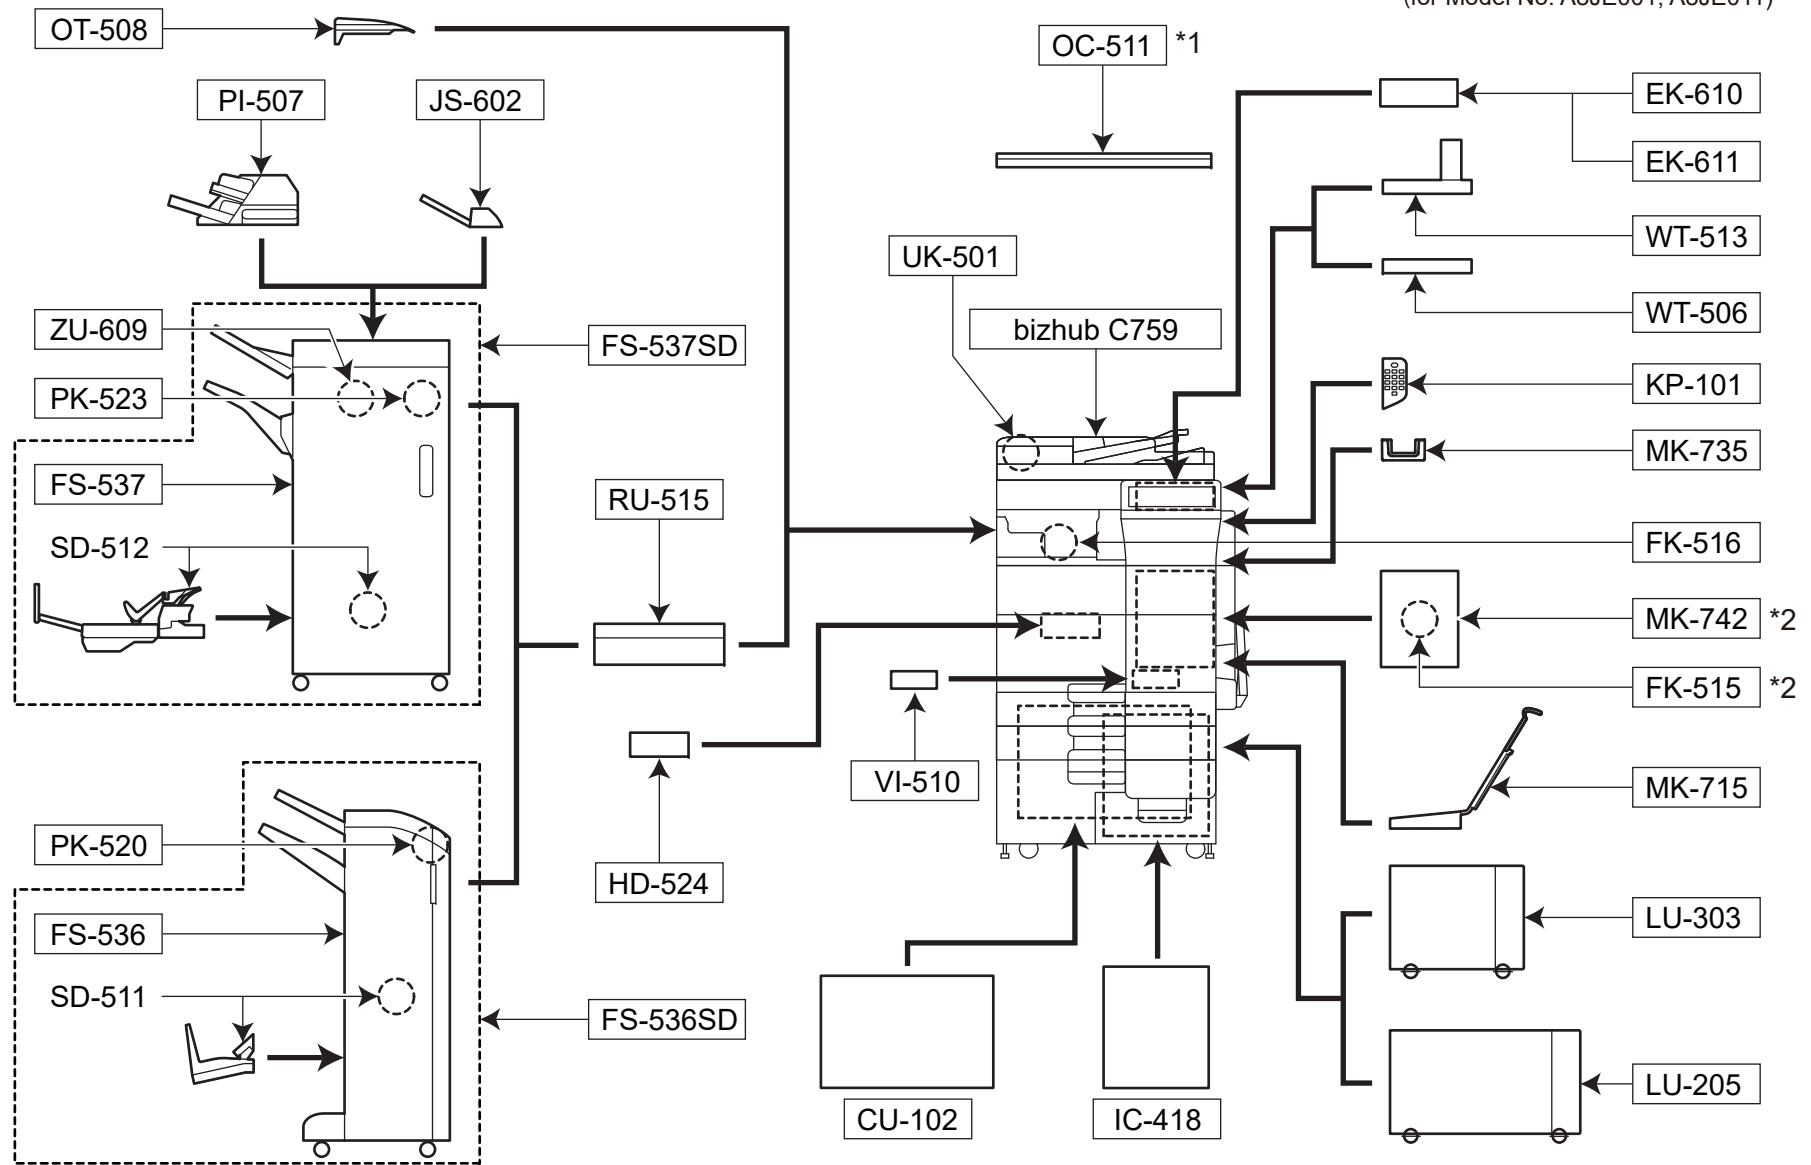 (for Model No. A8JE001, A8JE011)
OT-508
OC-511 *1
PI-507
JS-602
EK-610
EK-611
WT-513
UK-501
WT-506
ZU-609
bizhub C759
FS-537SD
PK-523
KP-101
MK-735
FS-537
RU-515
SD-512
FK-516
MK-742 *2
FK-515 *2
VI-510
MK-715
PK-520
HD-524
LU-303
FS-536
SD-511
FS-536SD
LU-205
CU-102
IC-418